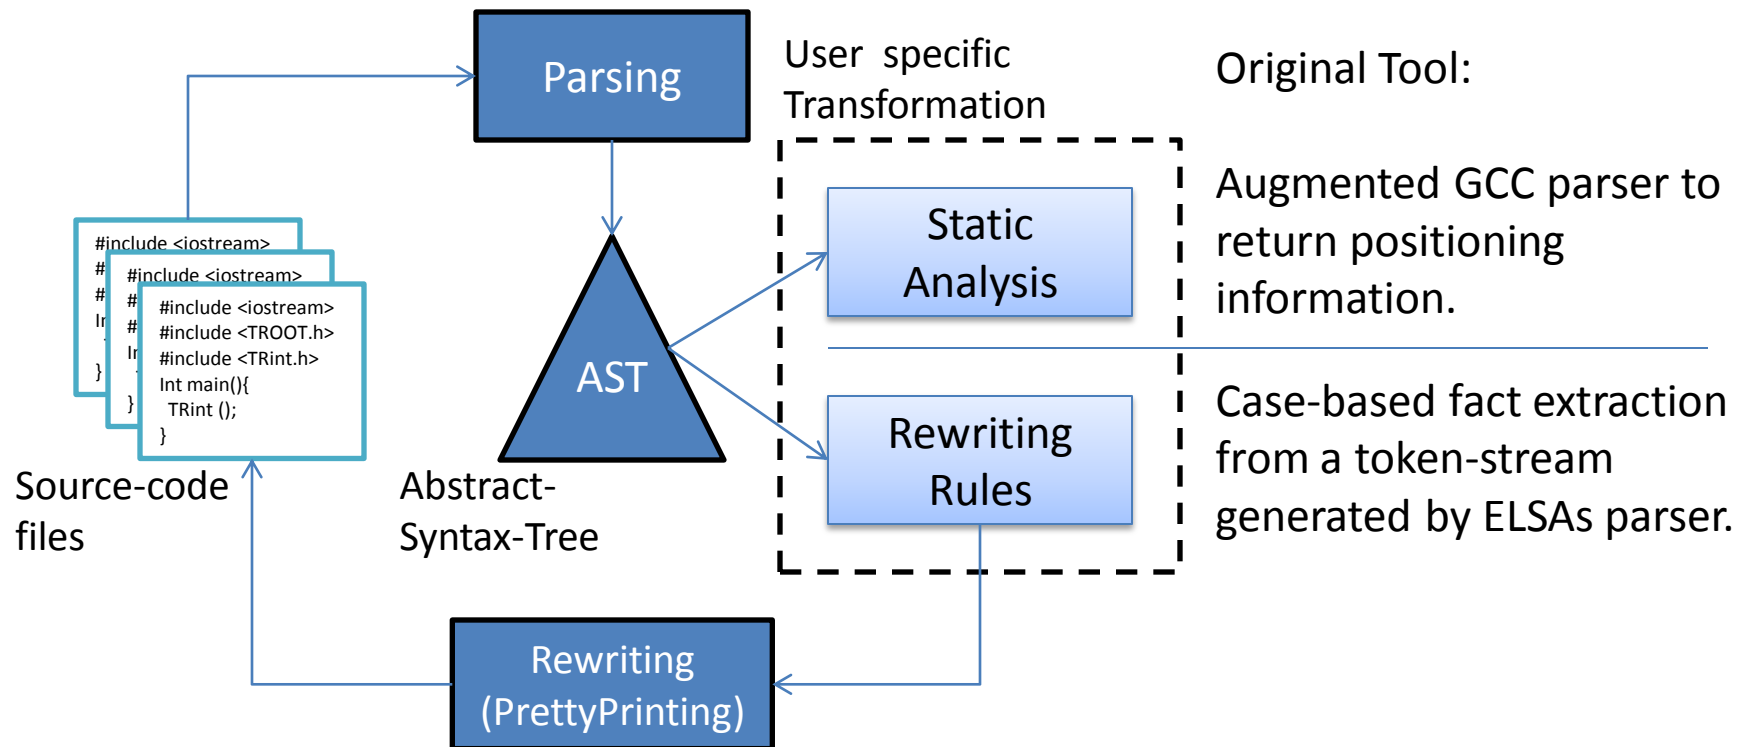 Parsing
User specific
Transformation
Original Tool:
Static
Analysis
Augmented GCC parser to
return positioning
information.
#include <iostream>
#
#
In
}
#include <iostream>
#
#
In
}
#include <iostream>
#include <TROOT.h>
#include <TRint.h>
Int main(){
TRint ();
}
AST
Rewriting
Rules
Case-based fact extraction
from a token-stream
generated by ELSAs parser.
Source-code
files
Abstract-
Syntax-Tree
Rewriting
(PrettyPrinting)